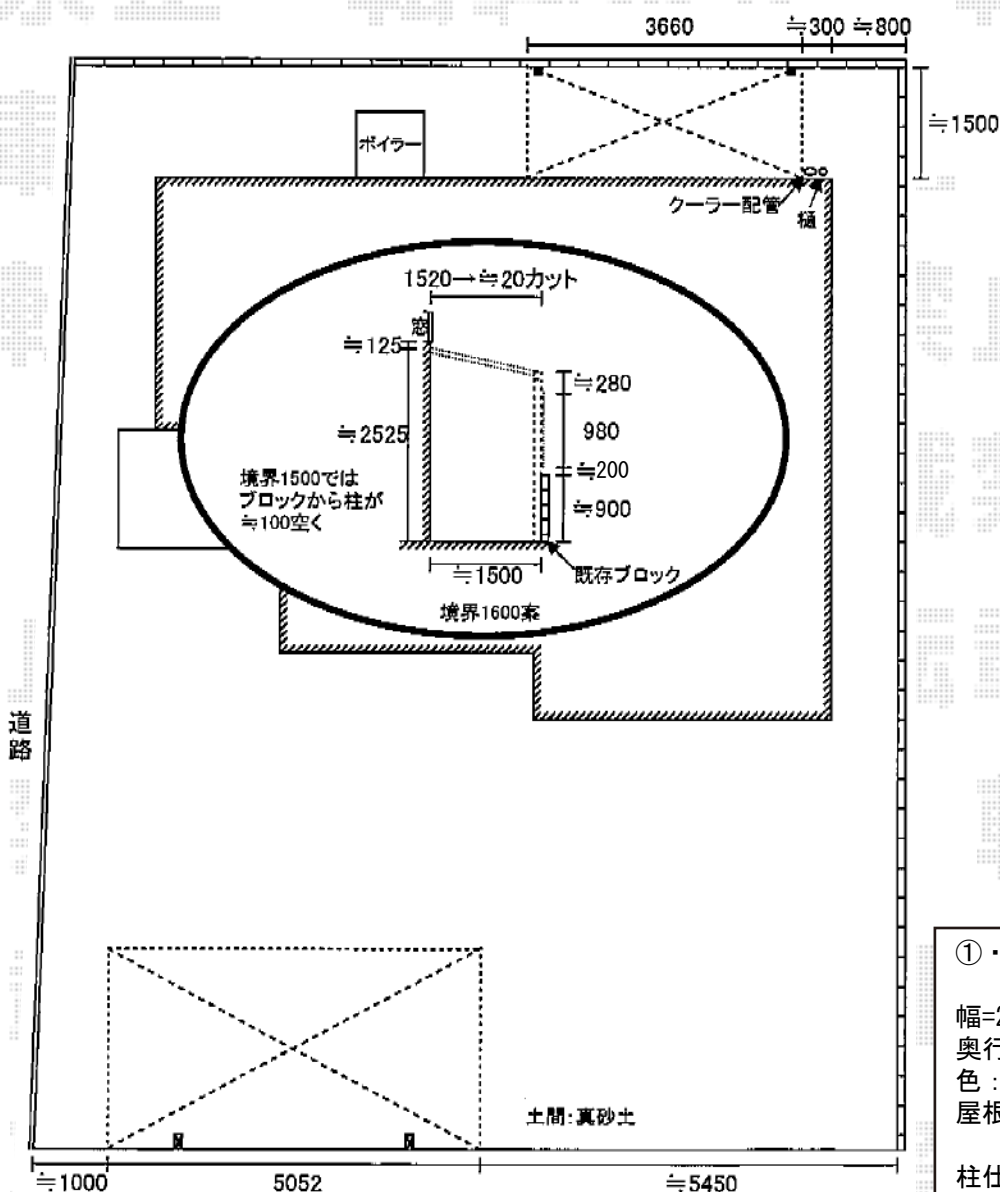 3660
≒300
≒800
≒1500
ボイラー
クーラー配管
樋
1520→≒20カット
窓
≒125
≒280
≒2525
980
≒200
境界1500では
ブロックから柱が
≒100空く
≒900
≒1500
既存ブロック
境界1600案
道路
①・
幅=2
奥行
色：
屋根
柱仕
土間:真砂土
≒1000
5052
≒5450